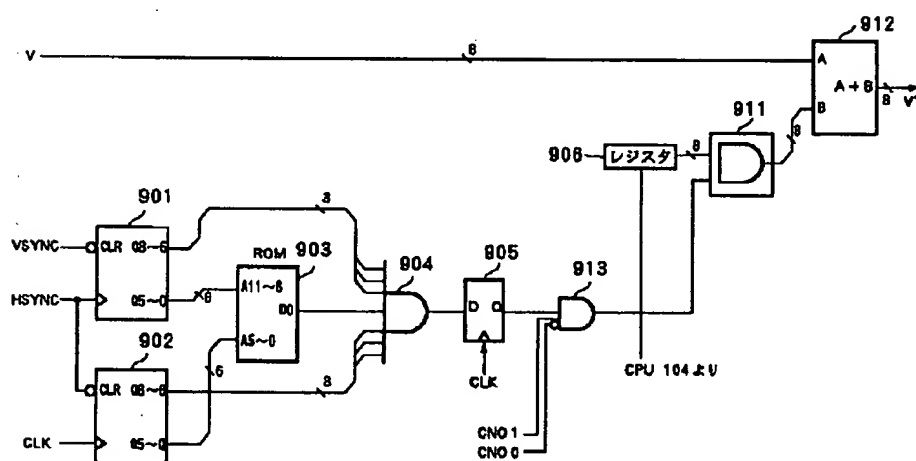 912
V
8
A
A + B
8
V'
B
911
8
906
レジスタ
8
901
3
904
905
913
VSYNC
CLR
Q8~6
ROM
903
HSYNC
Q5~0
6
A11~6
D0
A5~0
902
6
CLR
Q8~6
3
CLK
Q5~0
D
Q
CLK
CPU 104より
CNO 1
CNO 0